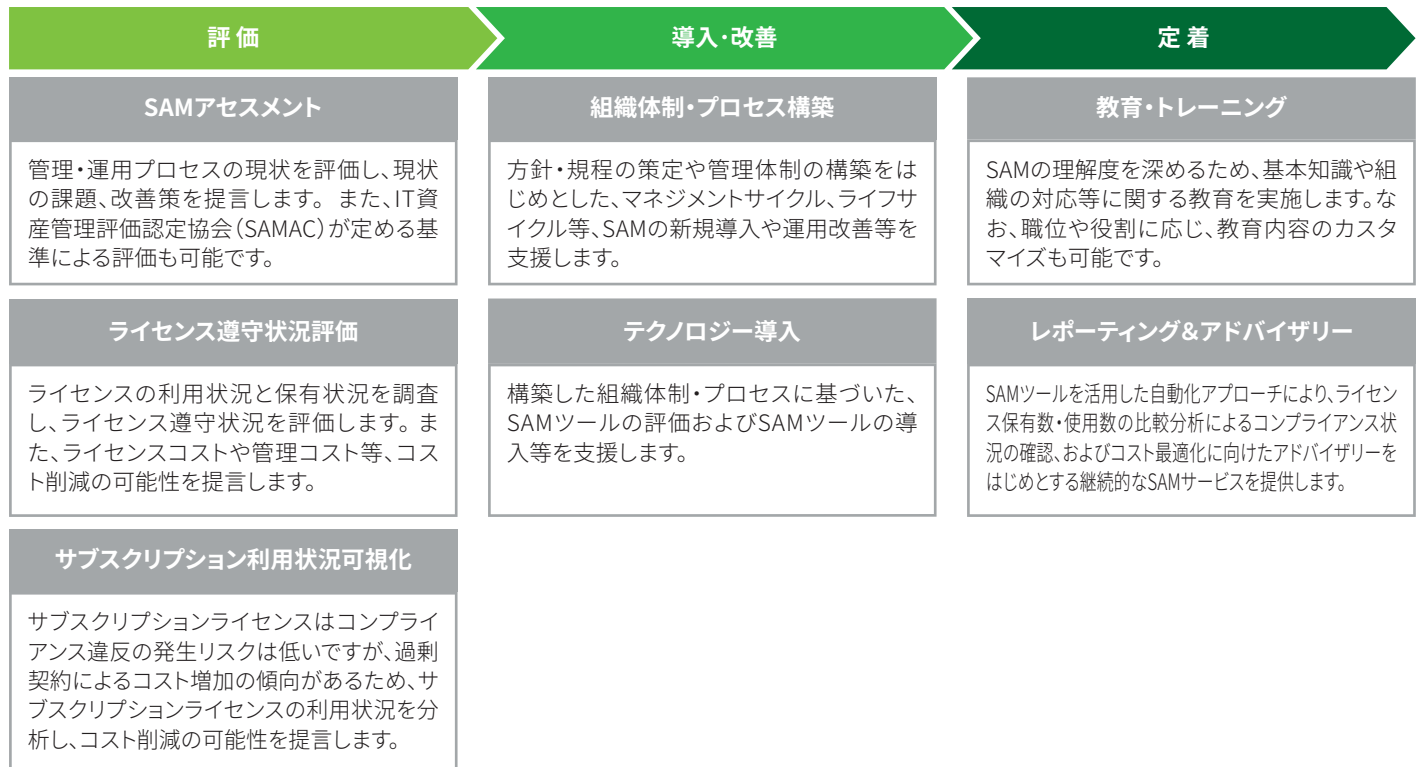 評 価
導入・改善
定 着
SAMアセスメント
管理・運用プロセスの現状を評価し、現状
の課題、改善策を提言します。また、IT資
産管理評価認定協会（SAMAC）が定める基
準による評価も可能です。
ライセンス遵守状況評価
ライセンスの利用状況と保有状況を調査
し、ライセンス遵守状況を評価します。ま
た、ライセンスコストや管理コスト等、コス
ト削減の可能性を提言します。
サブスクリプション利用状況可視化
サブスクリプションライセンスはコンプライ
アンス違反の発生リスクは低いですが、過剰
契約によるコスト増加の傾向があるため、サ
ブスクリプションライセンスの利用状況を分
析し、コスト削減の可能性を提言します。
組織体制・プロセス構築
方針・規程の策定や管理体制の構築をは
じめとした、マネジメントサイクル、ライフサ
イクル等、SAMの新規導入や運用改善等を
支援します。
テクノロジー導入
構築した組織体制・プロセスに基づいた、
SAMツールの評価およびSAMツールの導
入等を支援します。
教育・トレーニング
SAMの理解度を深めるため、基本知識や組
織の対応等に関する教育を実施します。な
お、職位や役割に応じ、教育内容のカスタ
マイズも可能です。
レポーティング&アドバイザリー
SAMツールを活用した自動化アプローチにより、ライセン
ス保有数・使用数の比較分析によるコンプライアンス状
況の確認、およびコスト最適化に向けたアドバイザリーを
はじめとする継続的なSAMサービスを提供します。